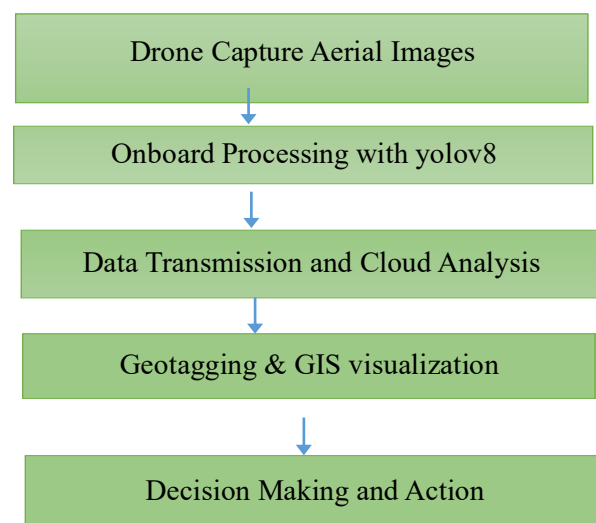 Drone Capture Aerial Images
Onboard Processing with yolov8
Data Transmission and Cloud Analysis
Geotagging & GIS visualization
Decision Making and Action